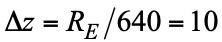 Δz = R_E/640 = 10